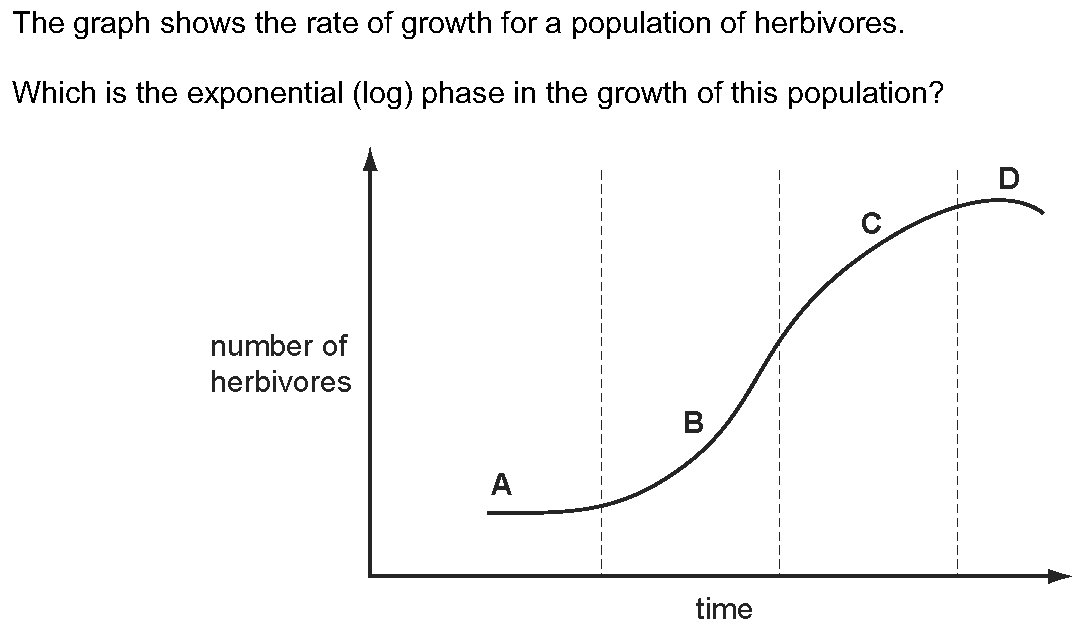 The graph shows the rate of growth for a population of herbivores.
Which is the exponential (log) phase in the growth of this population?
D
C
number of
herbivores
B
A
time